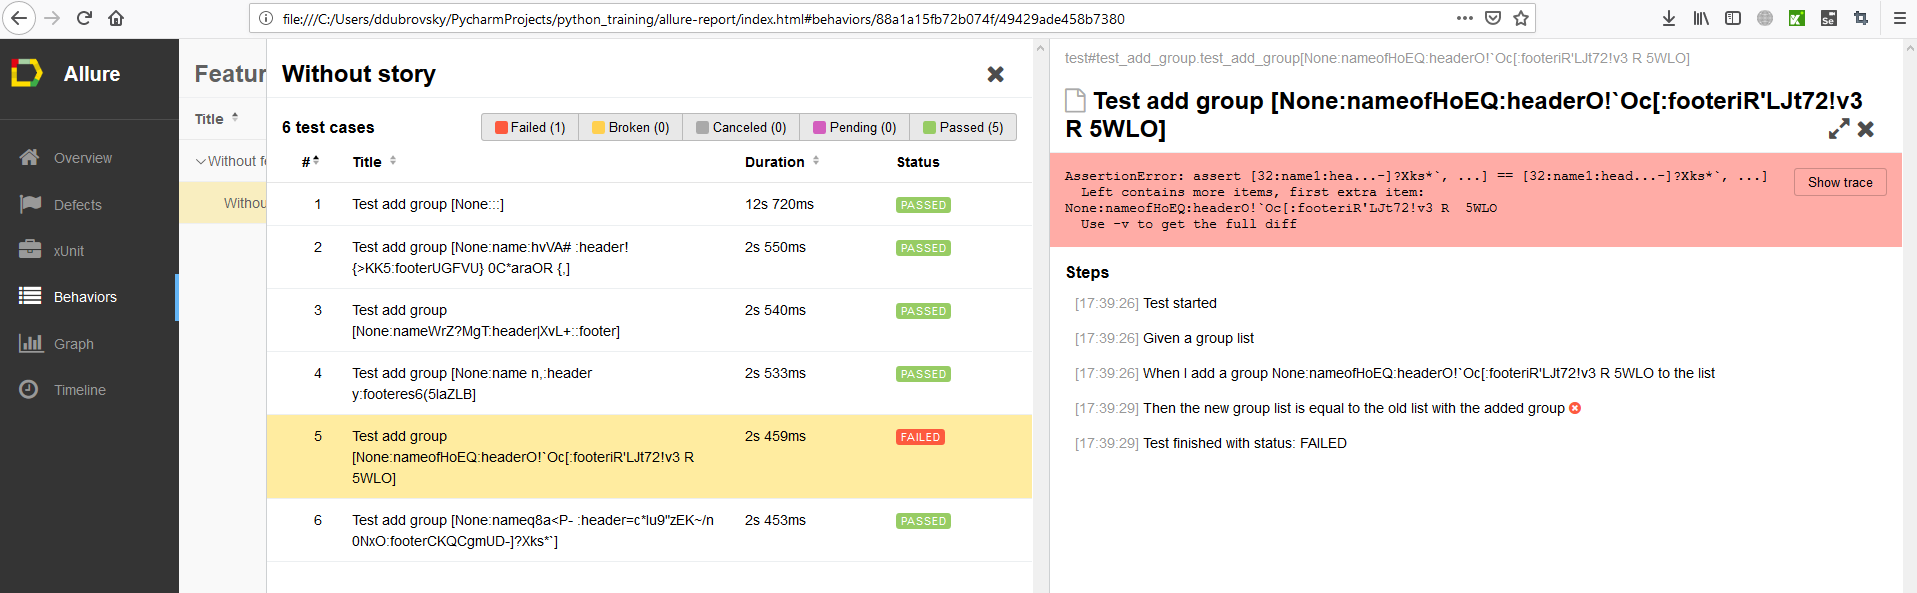 file:///C:/Users/ddubrovsky/PycharmProjects/python_training/allure-report/index.html#behaviors/88a1a15fb72b074f/49429ade458b7380
Allure
Overview
Defects
xUnit
Behaviors
Graph
Timeline
Featur
Title
Without fe
Withou
Without story
6 test cases
Failed (1)
Broken (0)
Canceled (0)
Pending (0)
Passed (5)
# Title Duration Status
1 Test add group [None:::] 12s 720ms PASSED
2 Test add group [None:name:hvVA# :header! 2s 550ms PASSED
{>KK5:footerUGFVU} 0C*araOR {,]
3 Test add group 2s 540ms PASSED
[None:nameWrZ?MgT:header|XvL+::footer]
4 Test add group [None:name n,:header 2s 533ms PASSED
y:footeres6(5laZLB]
5 Test add group 2s 459ms FAILED
[None:nameofHoEQ:headerO!`Oc[:footeriR'LJt72!v3 R
5WLO]
6 Test add group [None:nameq8a<P- :header=c*lu9"zEK~/n 2s 453ms PASSED
0NxO:footerCKQCgmUD-]?Xks*`]
test#test_add_group.test_add_group[None:nameofHoEQ:headerO!`Oc[:footeriR'LJt72!v3 R 5WLO]
Test add group [None:nameofHoEQ:headerO!`Oc[:footeriR'LJt72!v3
R 5WLO]
AssertionError: assert [32:name1:hea...-]?Xks*`, ...] == [32:name1:head...-]?Xks*`, ...]
Left contains more items, first extra item:
None:nameofHoEQ:headerO!`Oc[:footeriR'LJt72!v3 R  5WLO
Use -v to get the full diff
Show trace
Steps
[17:39:26] Test started
[17:39:26] Given a group list
[17:39:26] When I add a group None:nameofHoEQ:headerO!`Oc[:footeriR'LJt72!v3 R 5WLO to the list
[17:39:29] Then the new group list is equal to the old list with the added group
[17:39:29] Test finished with status: FAILED